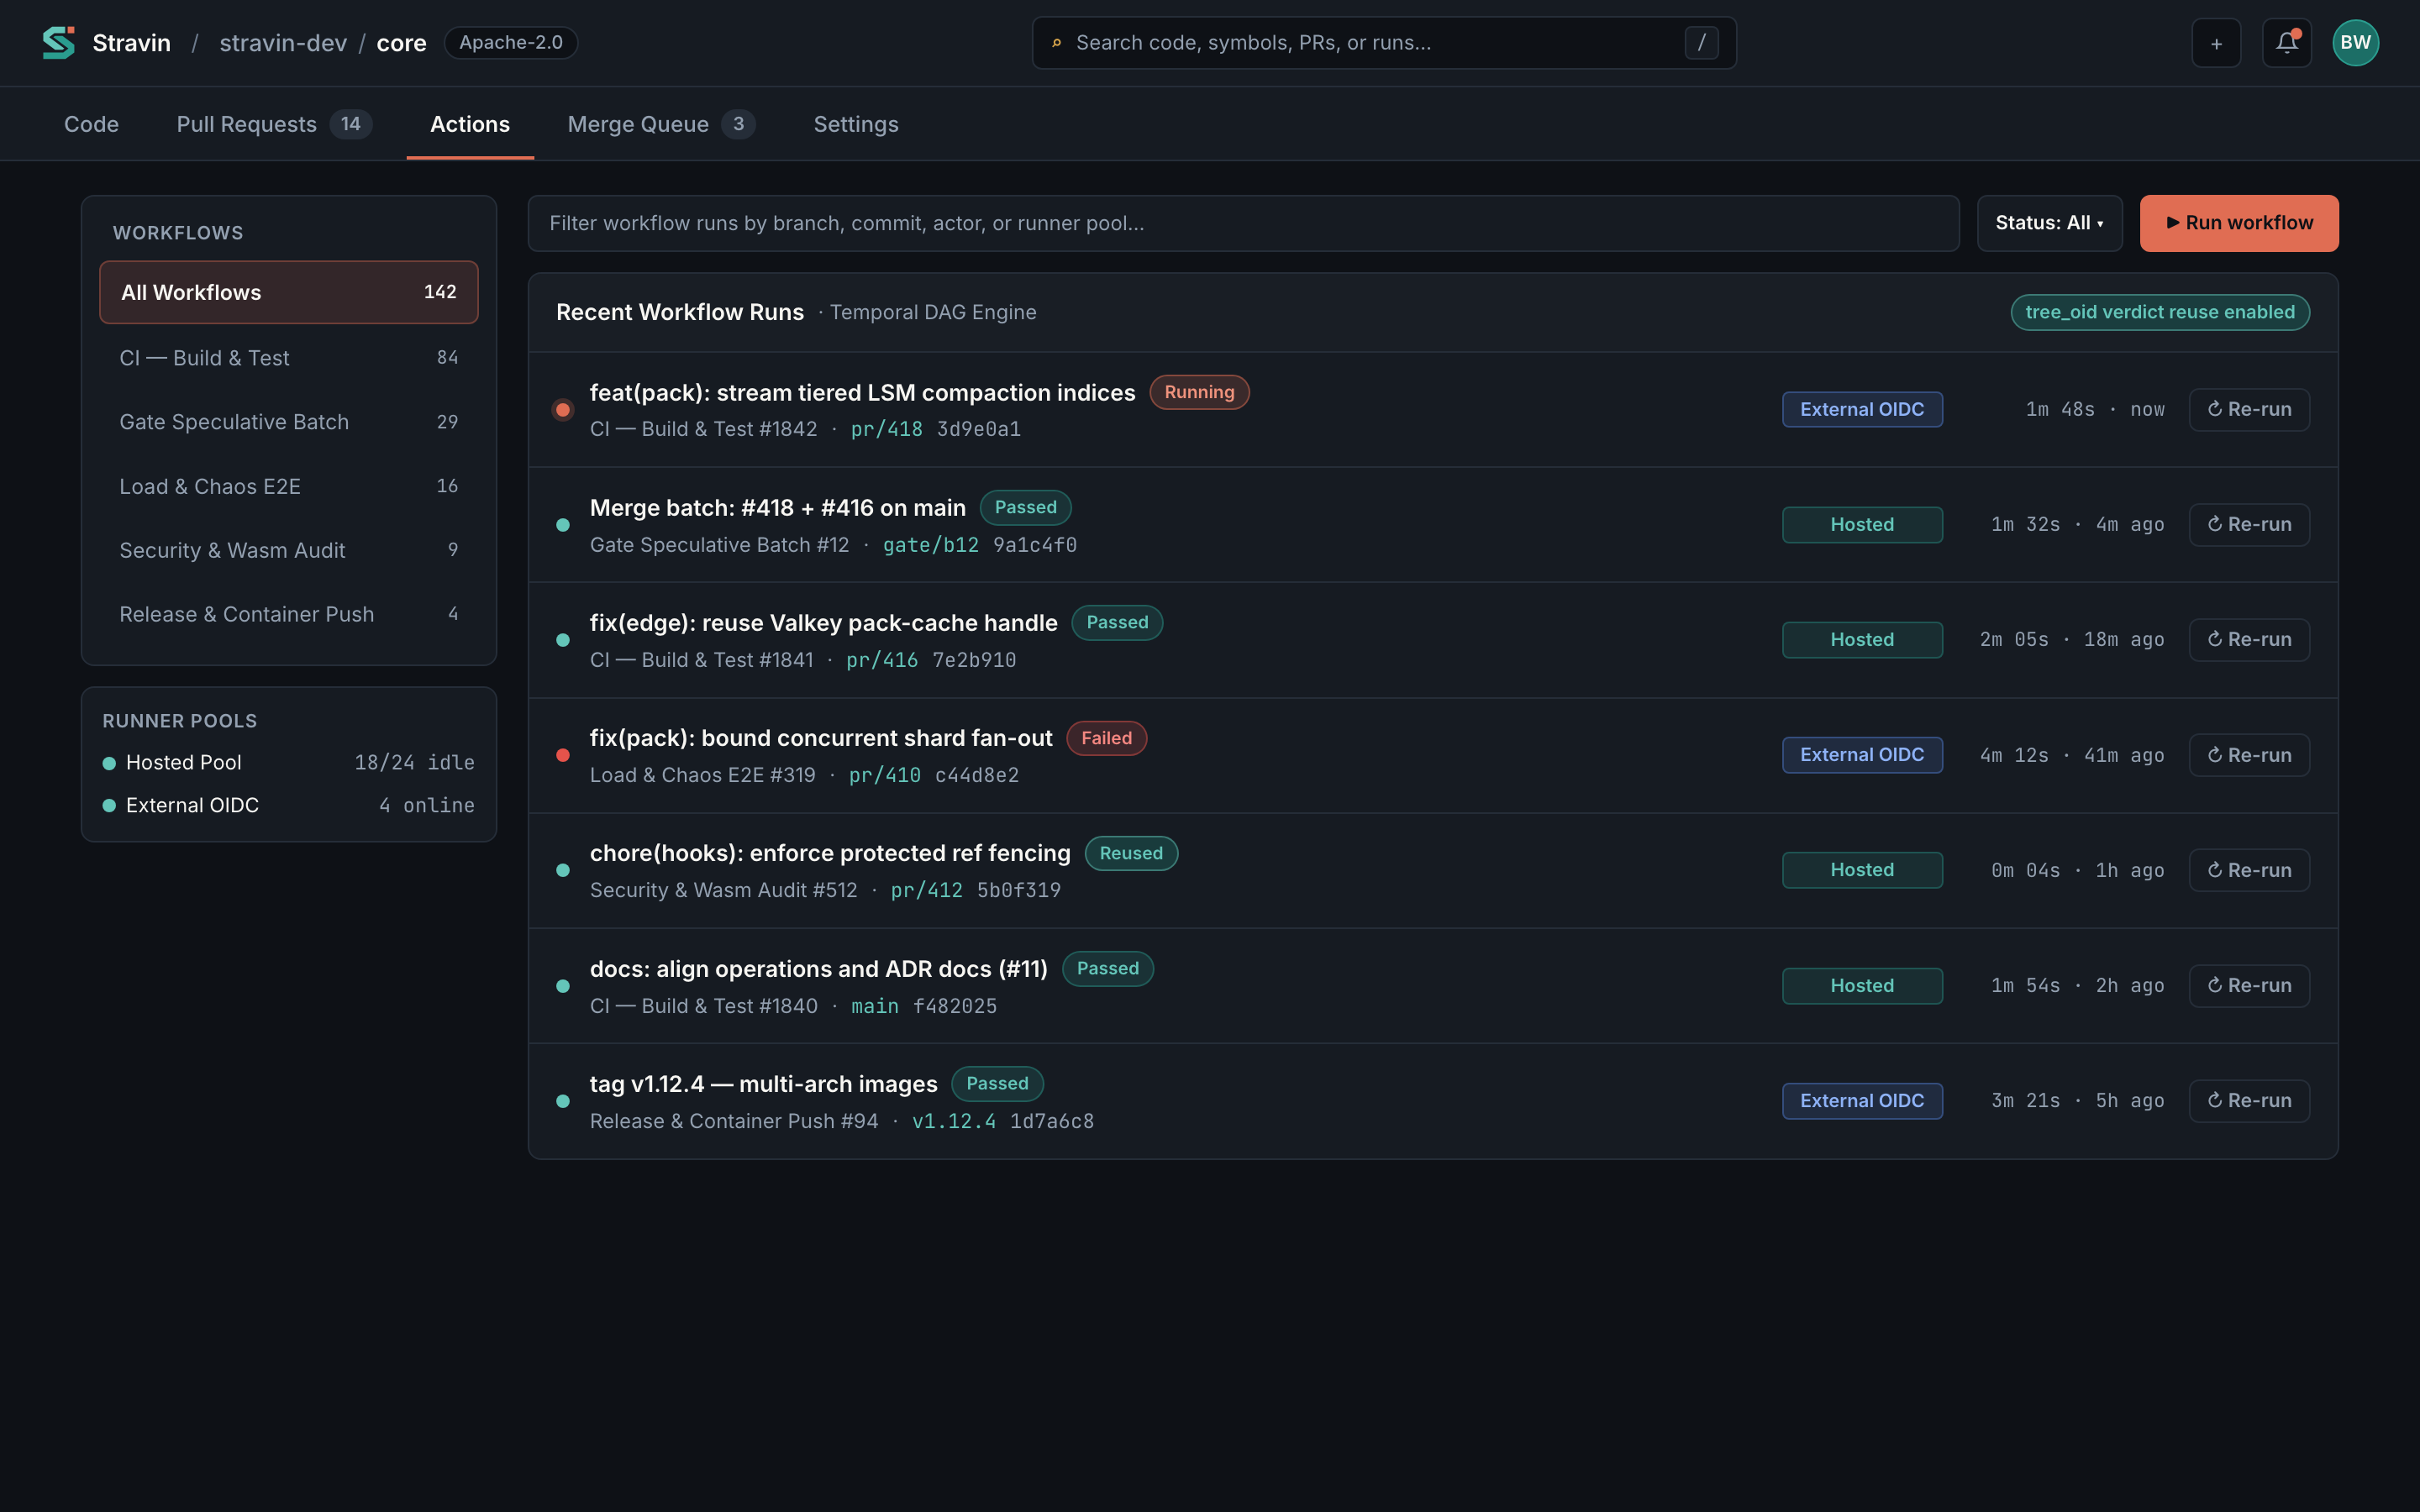 Stravin / stravin-dev / core Apache-2.0
Search code, symbols, PRs, or runs... /
+ BW
Code Pull Requests 14 Actions Merge Queue 3 Settings
WORKFLOWS
All Workflows 142
CI — Build & Test 84
Gate Speculative Batch 29
Load & Chaos E2E 16
Security & Wasm Audit 9
Release & Container Push 4
RUNNER POOLS
Hosted Pool 18/24 idle
External OIDC 4 online
Filter workflow runs by branch, commit, actor, or runner pool...
Status: All ▾
▶ Run workflow
Recent Workflow Runs · Temporal DAG Engine tree_oid verdict reuse enabled
feat(pack): stream tiered LSM compaction indices Running
CI — Build & Test #1842 · pr/418 3d9e0a1
External OIDC 1m 48s · now ↻ Re-run
Merge batch: #418 + #416 on main Passed
Gate Speculative Batch #12 · gate/b12 9a1c4f0
Hosted 1m 32s · 4m ago ↻ Re-run
fix(edge): reuse Valkey pack-cache handle Passed
CI — Build & Test #1841 · pr/416 7e2b910
Hosted 2m 05s · 18m ago ↻ Re-run
fix(pack): bound concurrent shard fan-out Failed
Load & Chaos E2E #319 · pr/410 c44d8e2
External OIDC 4m 12s · 41m ago ↻ Re-run
chore(hooks): enforce protected ref fencing Reused
Security & Wasm Audit #512 · pr/412 5b0f319
Hosted 0m 04s · 1h ago ↻ Re-run
docs: align operations and ADR docs (#11) Passed
CI — Build & Test #1840 · main f482025
Hosted 1m 54s · 2h ago ↻ Re-run
tag v1.12.4 — multi-arch images Passed
Release & Container Push #94 · v1.12.4 1d7a6c8
External OIDC 3m 21s · 5h ago ↻ Re-run